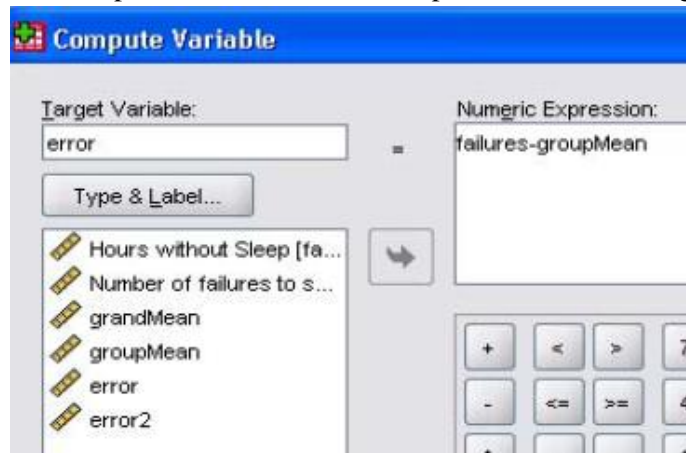 Compute Variable
Target Variable:
Numeric Expression:
error
=
failures-groupMean
Type & Label...
Hours without Sleep [fa...
Number of failures to s...
grandMean
groupMean
error
error2
+
<
>
-
<=
>=